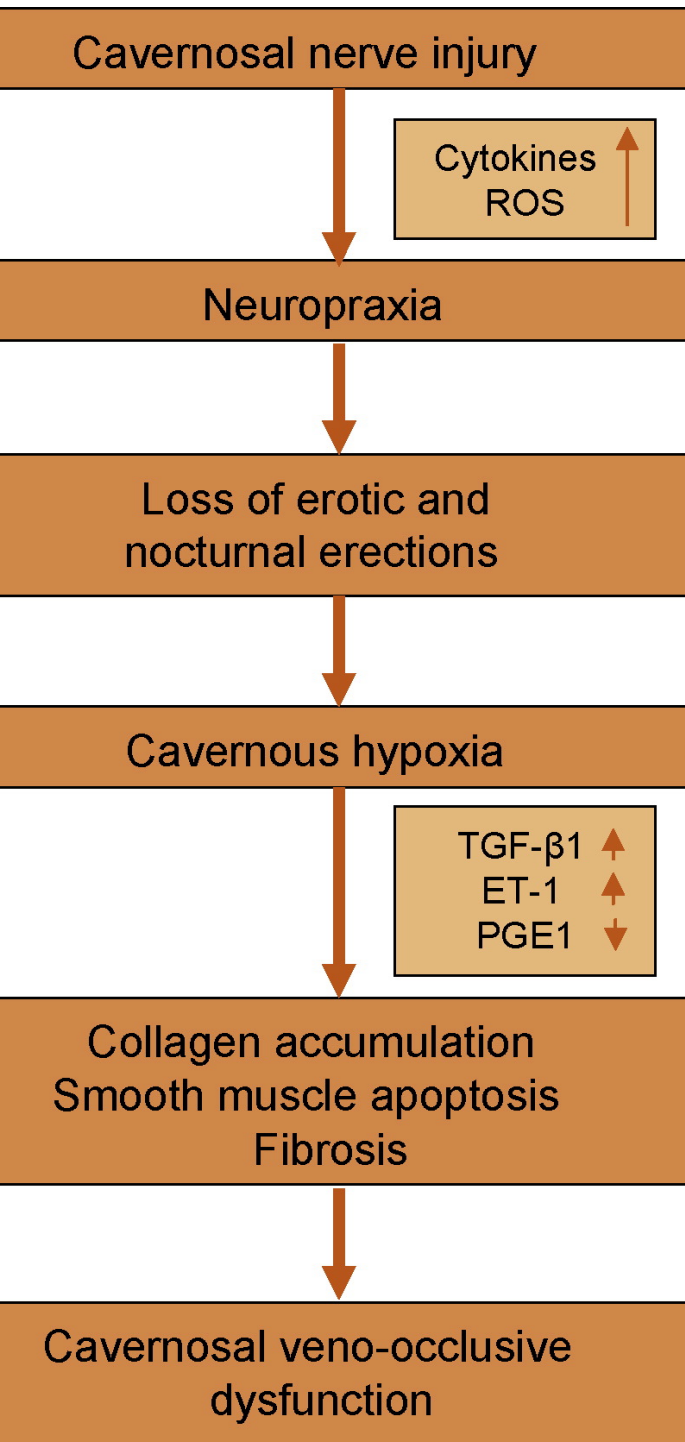 Cavernosal nerve injury
Cytokines
ROS
Neuropraxia
Loss of erotic and
nocturnal erections
Cavernous hypoxia
TGF-β1
ET-1
PGE1
Collagen accumulation
Smooth muscle apoptosis
Fibrosis
Cavernosal veno-occlusive
dysfunction